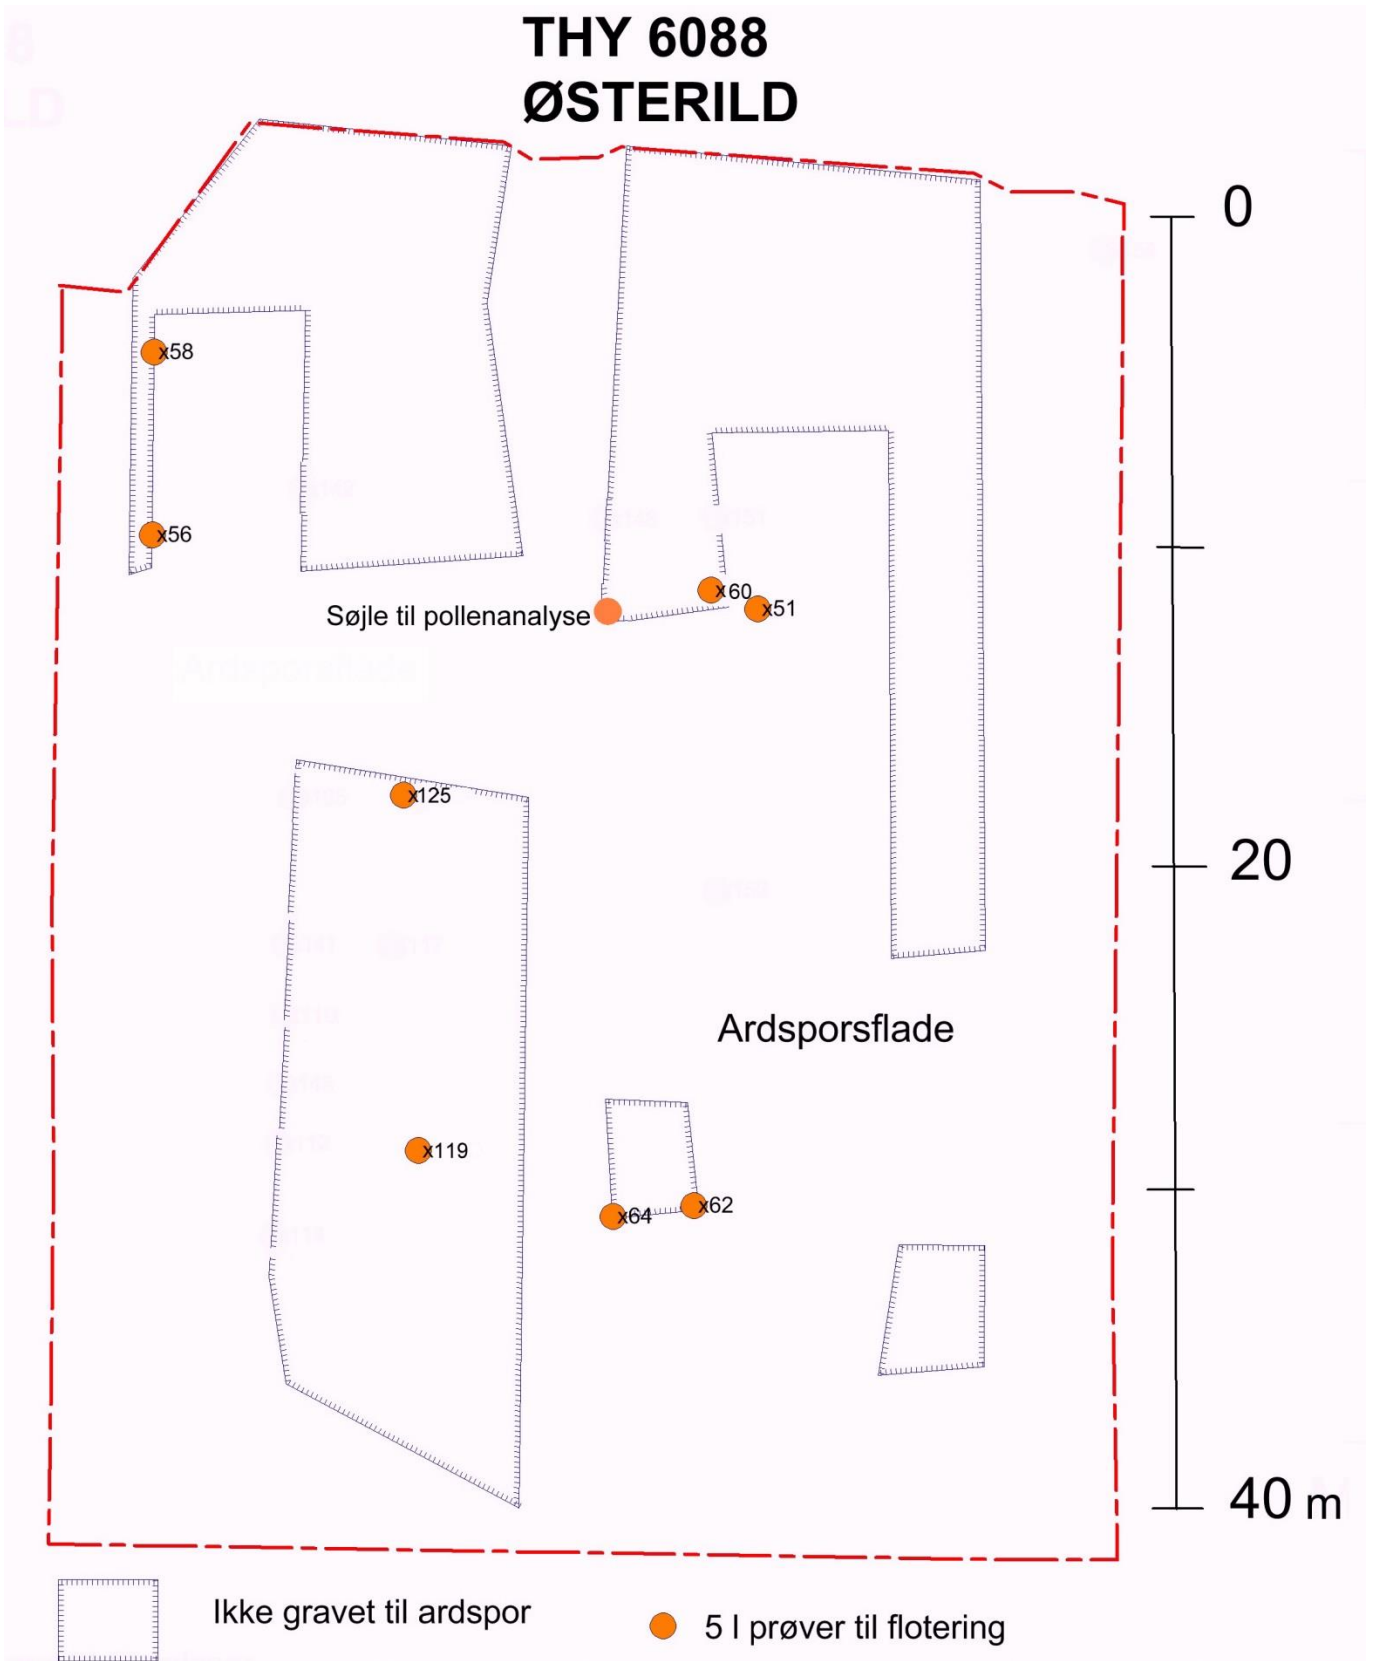 THY 6088
ØSTERILD
0
x58
x56
x60
x51
Søjle til pollenanalyse
x125
20
Ardsporsflade
x119
x62
x64
40 m
Ikke gravet til ardspor
5 l prøver til flotering